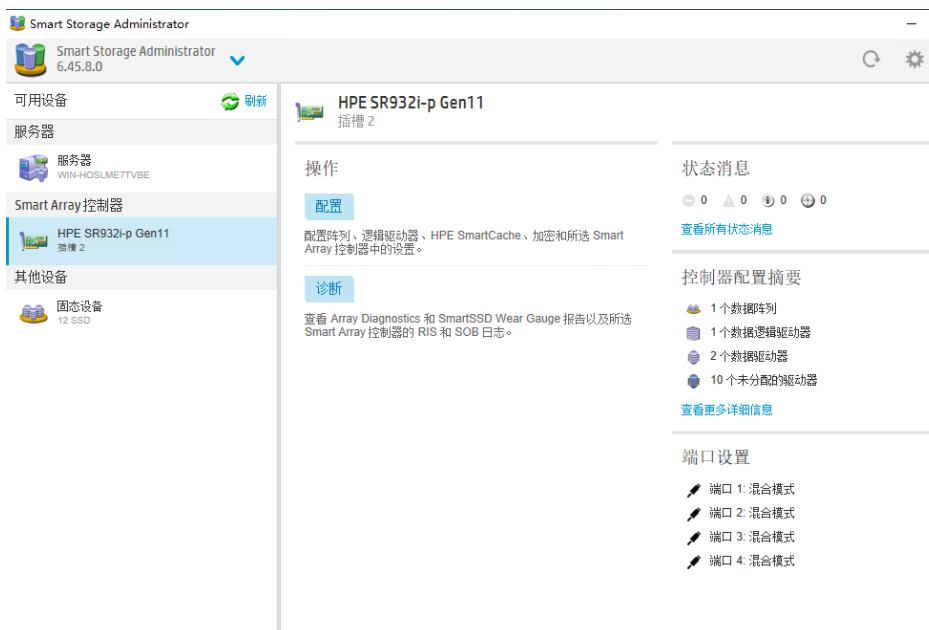 Smart Storage Administrator
Smart Storage Administrator
6.45.8.0
可用设备
刷新
服务器
服务器
WIN-HOSLME7TVBE
Smart Array 控制器
HPE SR932i-p Gen11
插槽 2
其他设备
固态设备
12 SSD
HPE SR932i-p Gen11
插槽 2
操作
配置
配置阵列、逻辑驱动器、HPE SmartCache、加密和所选 Smart
Array 控制器中的设置。
诊断
查看 Array Diagnostics 和 SmartSSD Wear Gauge 报告以及所选
Smart Array 控制器的 RIS 和 SOB 日志。
状态消息
0 0 0 0
查看所有状态消息
控制器配置摘要
1 个数据阵列
1 个数据逻辑驱动器
2 个数据驱动器
10 个未分配的驱动器
查看更多详细信息
端口设置
端口 1: 混合模式
端口 2: 混合模式
端口 3: 混合模式
端口 4: 混合模式